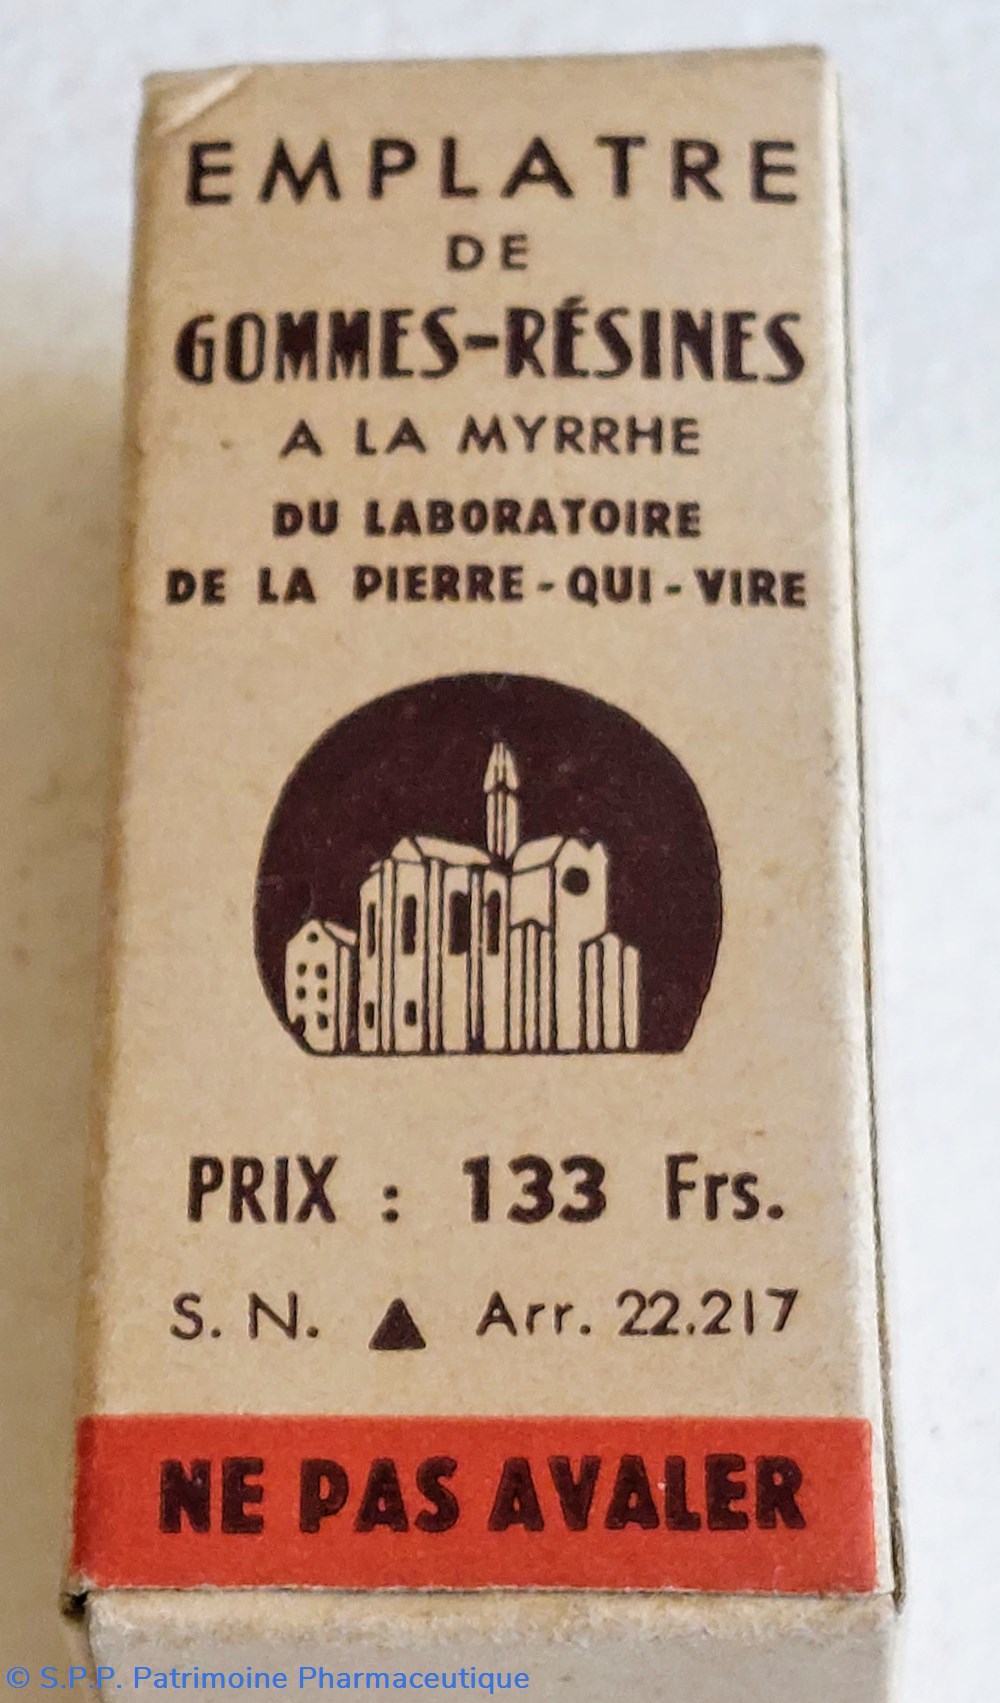 EMPLATRE
DE
GOMMES-RÉSINES
A LA MYRRHE
DU LABORATOIRE
DE LA PIERRE-QUI-VIRE
PRIX : 133 Frs.
S. N. ▲ Arr. 22.217
NE PAS AVALER
© S.P.P. Patrimoine Pharmaceutique